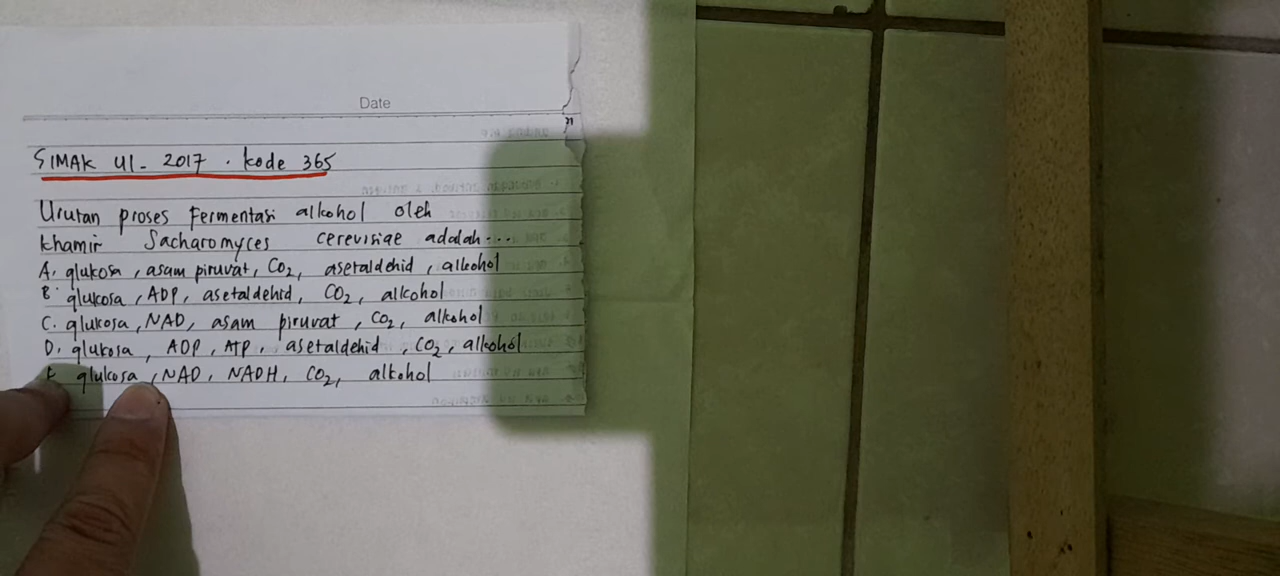 Date
SIMAK UI - 2017 . kode 365
Urutan proses Fermentasi alkohol oleh
khamir Sacharomyces cerevisiae adalah....
A. glukosa, asam piruvat, CO2, asetaldehid, alkohol
B. glukosa, ADP, asetaldehid, CO2, alkohol
C. glukosa, NAD, asam piruvat, CO2, alkohol
D. glukosa, ADP, ATP, asetaldehid, CO2, alkohol
glukosa, NAD, NADH, CO2, alkohol